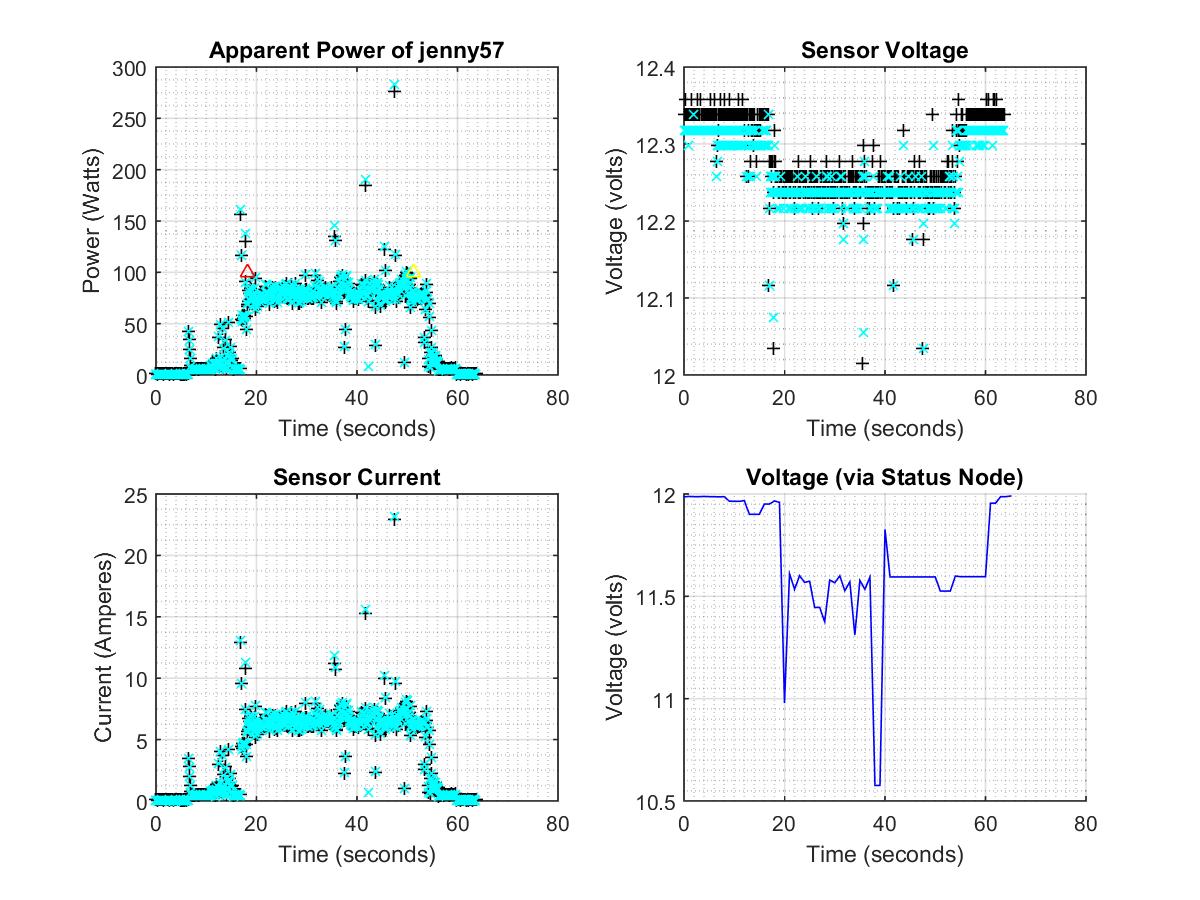 Apparent Power of jenny57
300
250
200
150
100
50
0
Power (Watts)
0 20 40 60 80
Time (seconds)
Sensor Voltage
12.4
12.3
12.2
12.1
12
Voltage (volts)
0 20 40 60 80
Time (seconds)
Sensor Current
25
20
15
10
5
0
Current (Amperes)
0 20 40 60 80
Time (seconds)
Voltage (via Status Node)
12
11.5
11
10.5
Voltage (volts)
0 20 40 60 80
Time (seconds)